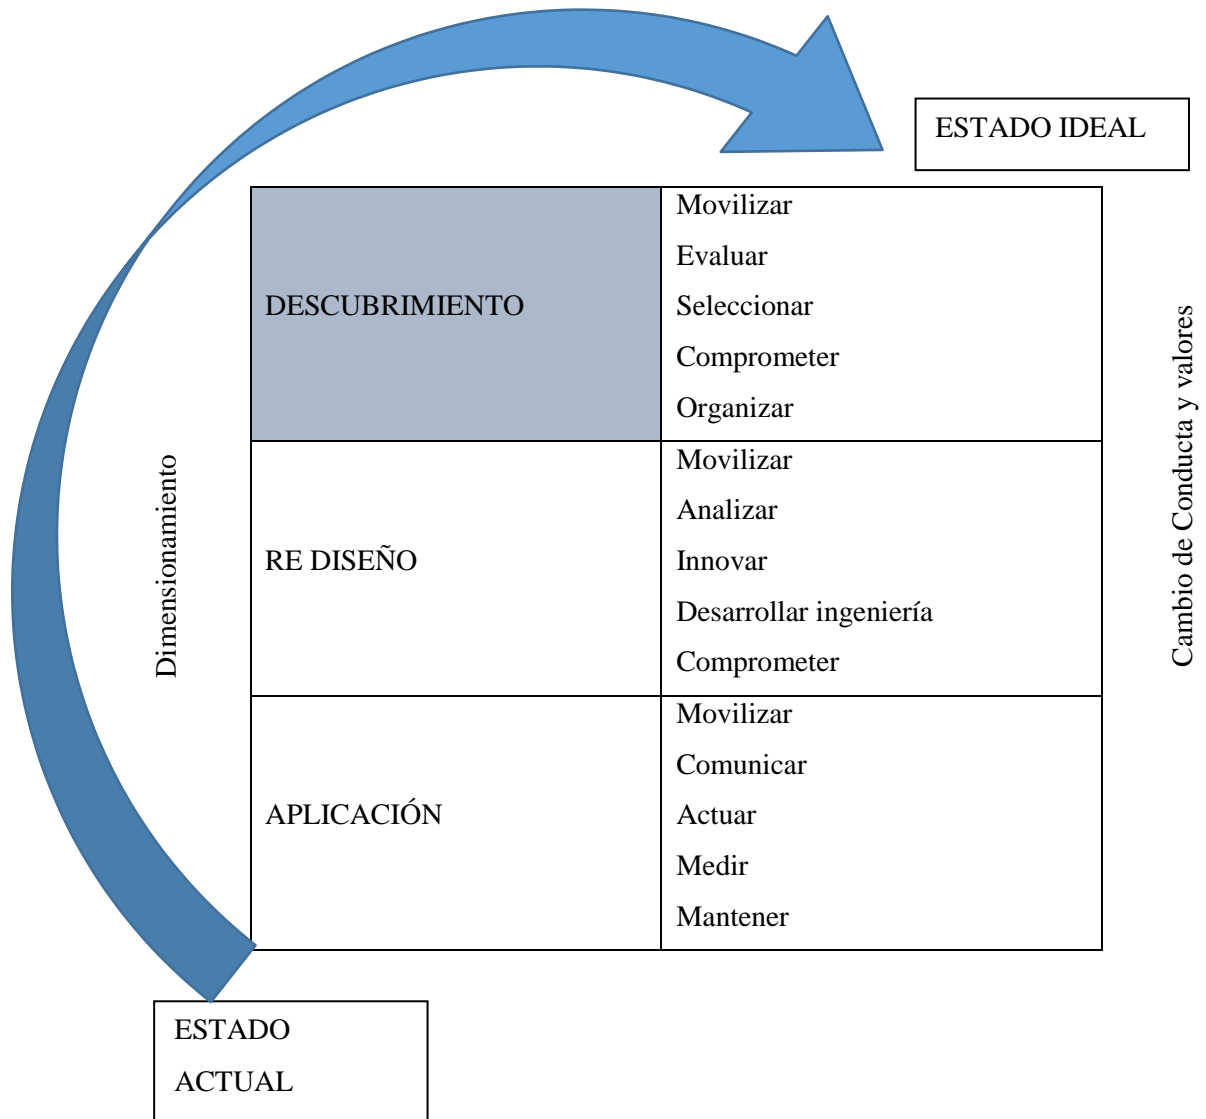 ESTADO IDEAL
Dimensionamiento
DESCUBRIMIENTO
Movilizar
Evaluar
Seleccionar
Comprometer
Organizar
RE DISEÑO
Movilizar
Analizar
Innovar
Desarrollar ingeniería
Comprometer
APLICACIÓN
Movilizar
Comunicar
Actuar
Medir
Mantener
Cambio de Conducta y valores
ESTADO
ACTUAL